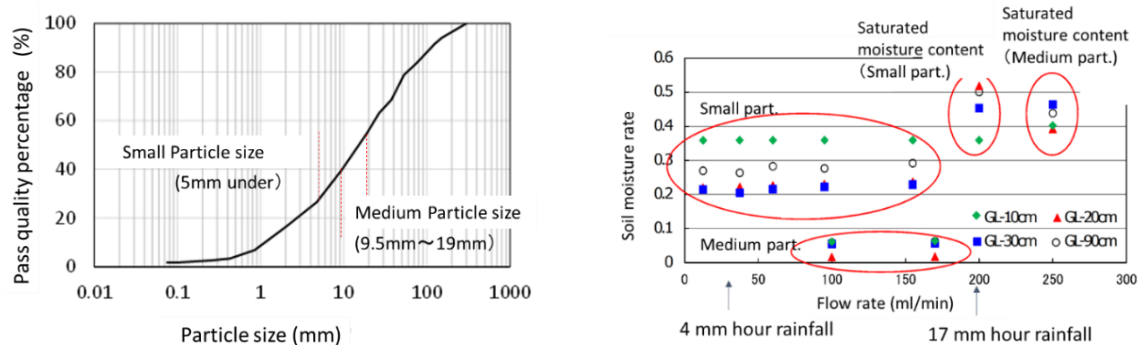 Pass quality percentage (%)
100
80
60
40
20
0
Small Particle size
(5mm under）
Medium Particle size
(9.5mm～19mm）
0.01
0.1
1
10
100
1000
Particle size (mm)
Saturated
moisture content
（Small part.）
Saturated
moisture content
（Medium part.）
Soil moisture rate
0.6
0.5
0.4
0.3
0.2
0.1
0
Small part.
Medium part.
GL-10cm
GL-20cm
GL-30cm
GL-90cm
0
50
100
150
200
250
300
Flow rate (ml/min)
4 mm hour rainfall
17 mm hour rainfall